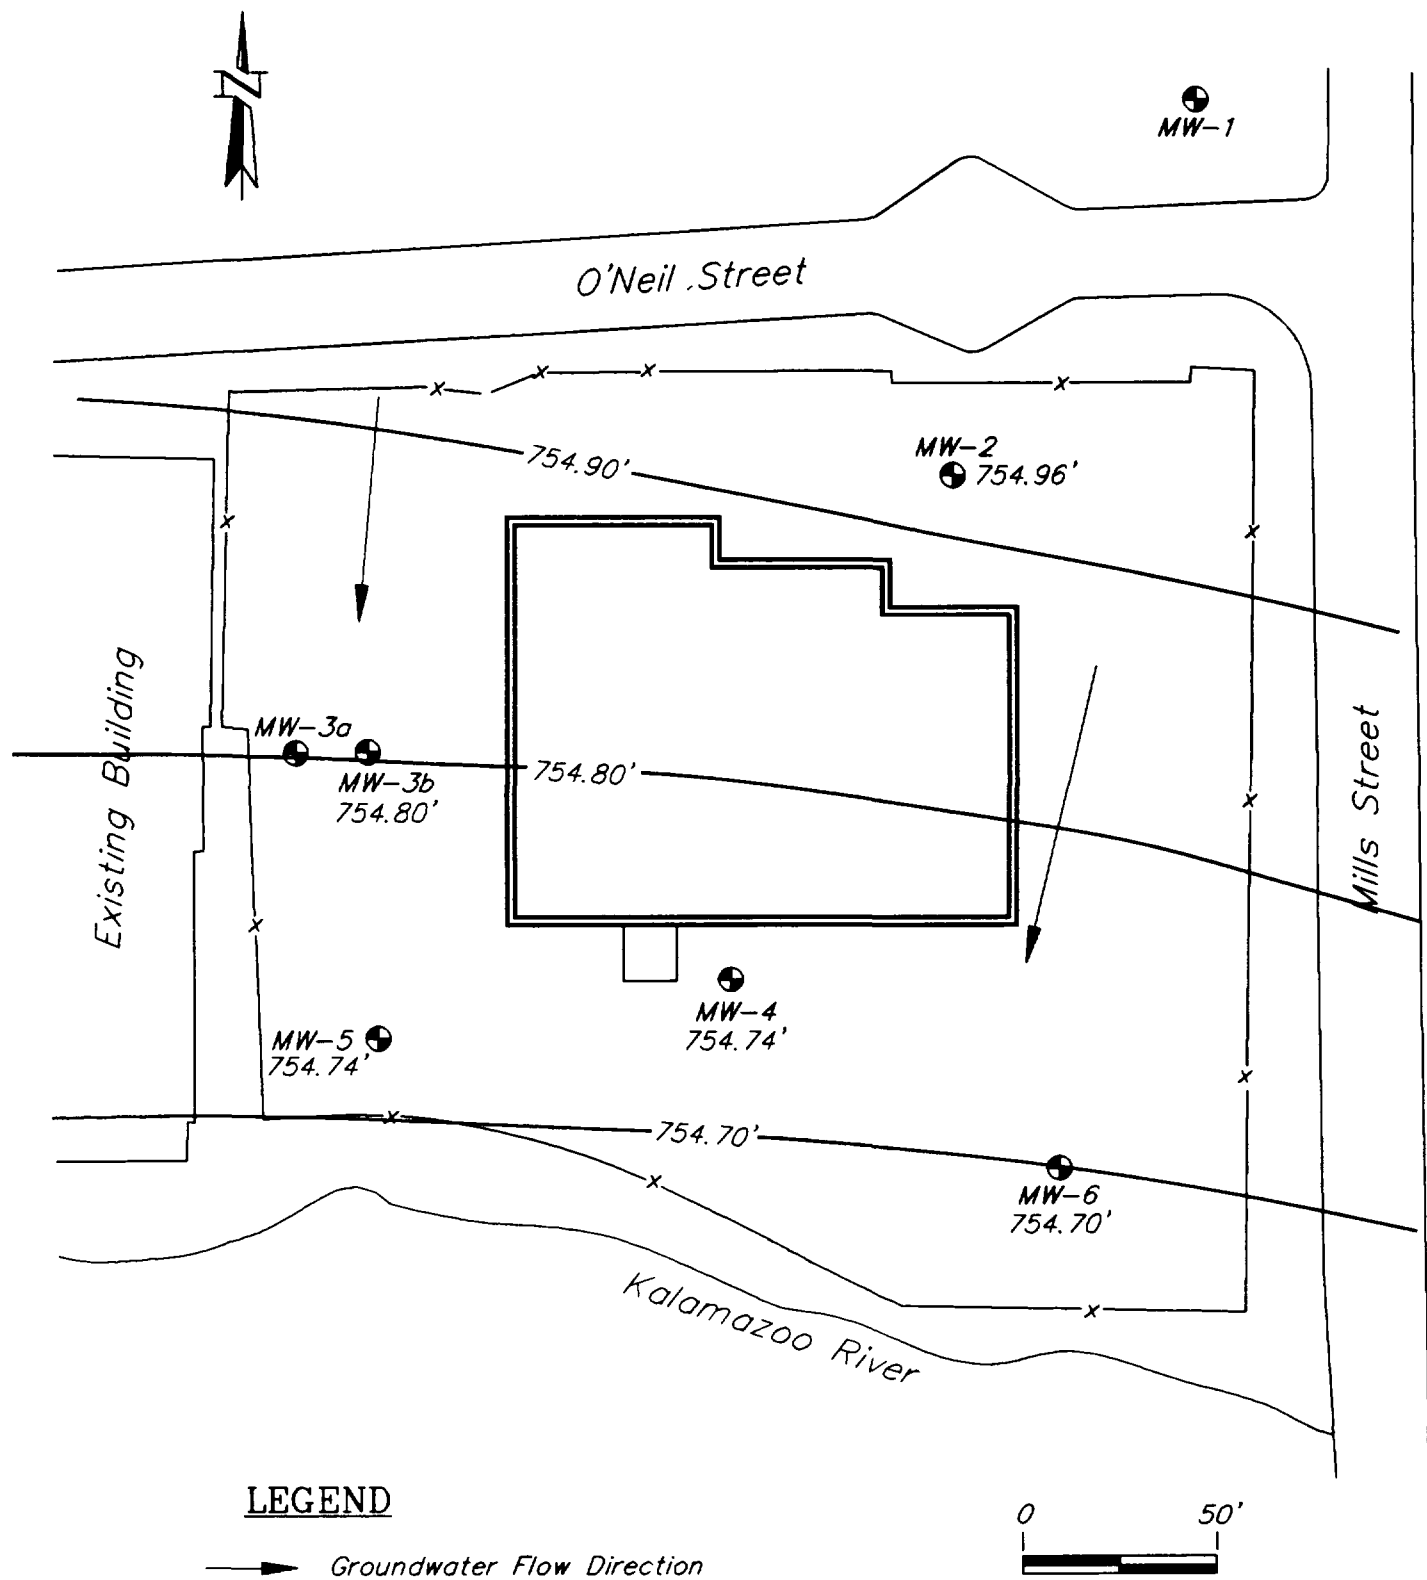 N
MW-1
O'Neil Street
MW-2
754.96'
754.90'
MW-3a
MW-3b
754.80'
754.80'
Existing Building
Mills Street
MW-4
754.74'
MW-5
754.74'
754.70'
MW-6
754.70'
Kalamazoo River
LEGEND
Groundwater Flow Direction
0 50'